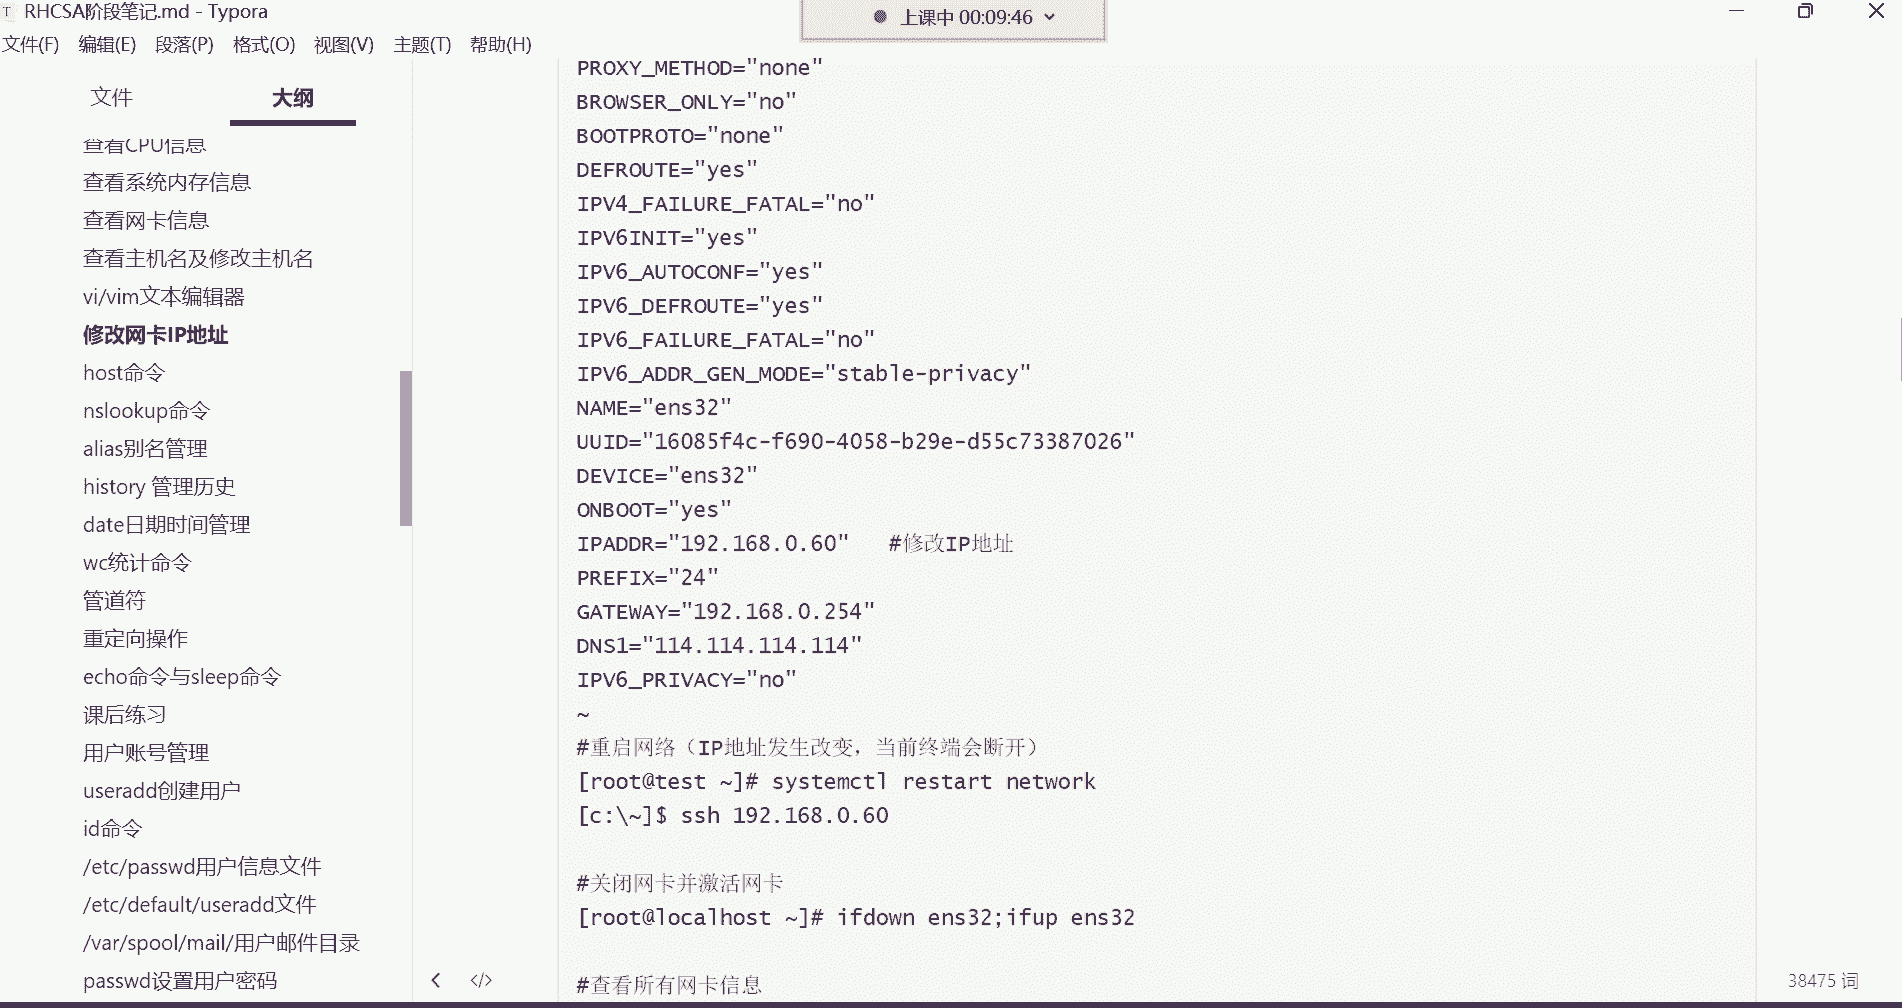 RHCSA阶段笔记.md - Typora
上课中 00:09:46
文件(F) 编辑(E) 段落(P) 格式(O) 视图(V) 主题(T) 帮助(H)
文件 大纲
查看CPU信息
查看系统内存信息
查看网卡信息
查看主机名及修改主机名
vi/vim文本编辑器
修改网卡IP地址
host命令
nslookup命令
alias别名管理
history 管理历史
date日期时间管理
wc统计命令
管道符
重定向操作
echo命令与sleep命令
课后练习
用户账号管理
useradd创建用户
id命令
/etc/passwd用户信息文件
/etc/default/useradd文件
/var/spool/mail/用户邮件目录
passwd设置用户密码
PROXY_METHOD="none"
BROWSER_ONLY="no"
BOOTPROTO="none"
DEFROUTE="yes"
IPV4_FAILURE_FATAL="no"
IPV6INIT="yes"
IPV6_AUTOCONF="yes"
IPV6_DEFROUTE="yes"
IPV6_FAILURE_FATAL="no"
IPV6_ADDR_GEN_MODE="stable-privacy"
NAME="ens32"
UUID="16085f4c-f690-4058-b29e-d55c73387026"
DEVICE="ens32"
ONBOOT="yes"
IPADDR="192.168.0.60" #修改IP地址
PREFIX="24"
GATEWAY="192.168.0.254"
DNS1="114.114.114.114"
IPV6_PRIVACY="no"
~
#重启网络（IP地址发生改变，当前终端会断开）
[root@test ~]# systemctl restart network
[c:\~]$ ssh 192.168.0.60
#关闭网卡并激活网卡
[root@localhost ~]# ifdown ens32;ifup ens32
#查看所有网卡信息
38475 词